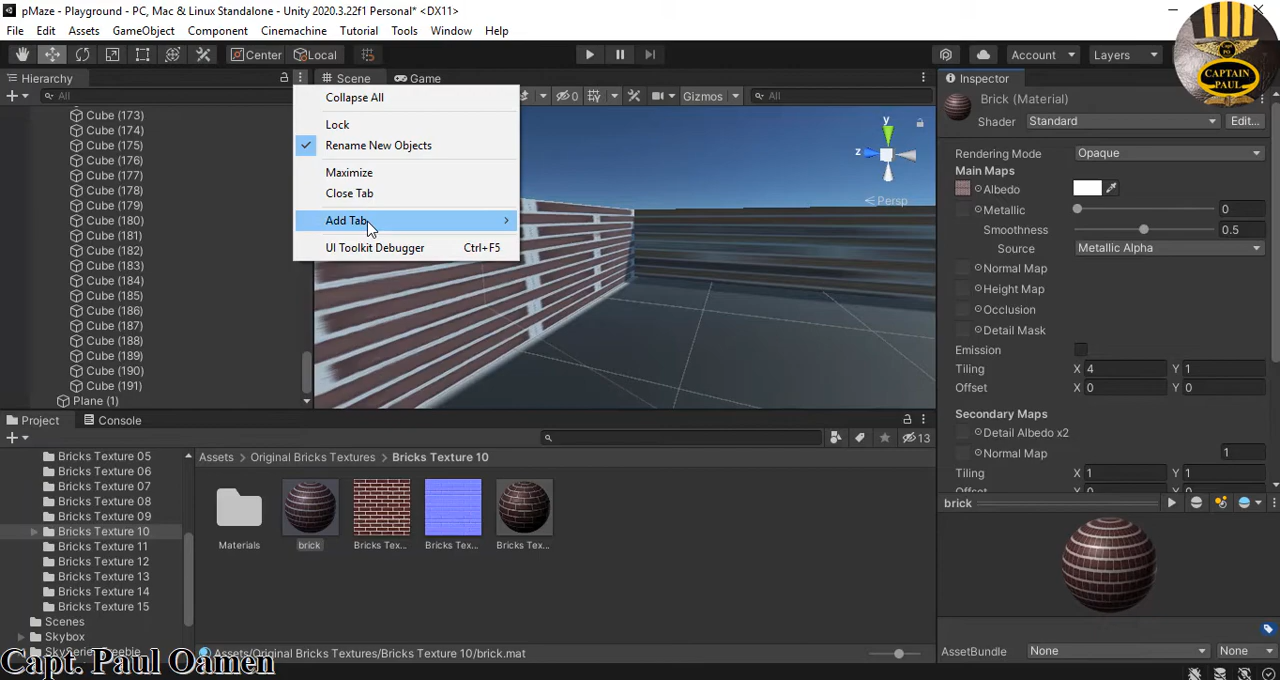 pMaze - Playground - PC, Mac & Linux Standalone - Unity 2020.3.22f1 Personal* <DX11>
File Edit Assets GameObject Component Cinemachine Tutorial Tools Window Help
Center Local Account Layers
CAPTAIN
PAUL
Hierarchy Scene Game Inspector
All Gizmos All
0
Collapse All
Lock
Rename New Objects
Maximize
Close Tab
Add Tab
UI Toolkit Debugger Ctrl+F5
Cube (173)
Cube (174)
Cube (175)
Cube (176)
Cube (177)
Cube (178)
Cube (179)
Cube (180)
Cube (181)
Cube (182)
Cube (183)
Cube (184)
Cube (185)
Cube (186)
Cube (187)
Cube (188)
Cube (189)
Cube (190)
Cube (191)
Plane (1)
y
z
Persp
Brick (Material)
Shader Standard Edit...
Rendering Mode Opaque
Main Maps
Albedo
Metallic 0
Smoothness 0.5
Source Metallic Alpha
Normal Map
Height Map
Occlusion
Detail Mask
Emission
Tiling X 4 Y 1
Offset X 0 Y 0
Secondary Maps
Detail Albedo x2
Normal Map 1
Tiling X 1 Y 1
Project Console
13
Assets Original Bricks Textures Bricks Texture 10
Bricks Texture 05
Bricks Texture 06
Bricks Texture 07
Bricks Texture 08
Bricks Texture 09
Bricks Texture 10
Bricks Texture 11
Bricks Texture 12
Bricks Texture 13
Bricks Texture 14
Bricks Texture 15
Scenes
Skybox
Materials brick Bricks Tex... Bricks Tex... Bricks Tex...
brick
Assets/Original Bricks Textures/Bricks Texture 10/brick.mat
AssetBundle None None
Capt. Paul Oamen